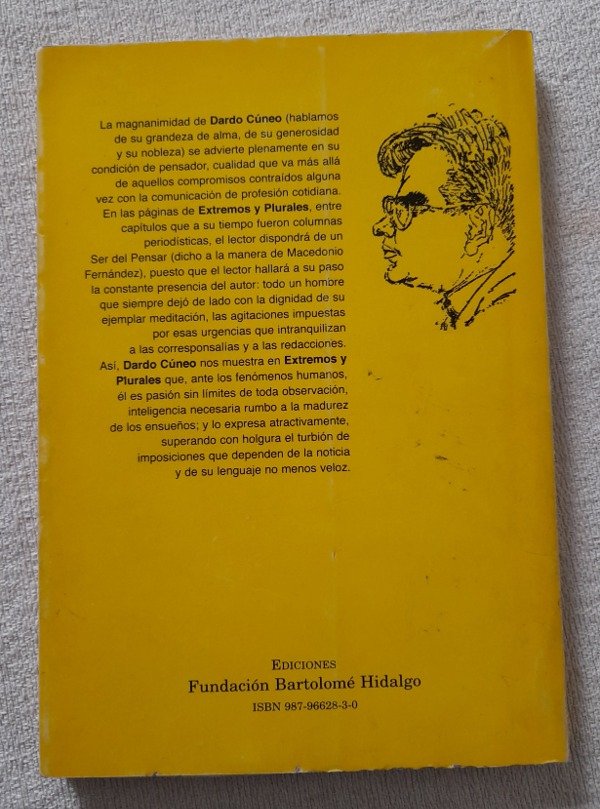 La magnanimidad de Dardo Cúneo (hablamos
de su grandeza de alma, de su generosidad
y su nobleza) se advierte plenamente en su
condición de pensador, cualidad que va más allá
de aquellos compromisos contraídos alguna
vez con la comunicación de profesión cotidiana.
En las páginas de Extremos y Plurales, entre
capítulos que a su tiempo fueron columnas
periodísticas, el lector dispondrá de un
Ser del Pensar (dicho a la manera de Macedonio
Fernández), puesto que el lector hallará a su paso
la constante presencia del autor: todo un hombre
que siempre dejó de lado con la dignidad de su
ejemplar meditación, las agitaciones impuestas
por esas urgencias que intranquilizan
a las corresponsalías y a las redacciones.
Así, Dardo Cúneo nos muestra en Extremos y
Plurales que, ante los fenómenos humanos,
él es pasión sin límites de toda observación,
inteligencia necesaria rumbo a la madurez
de los ensueños; y lo expresa atractivamente,
superando con holgura el turbión de
imposiciones que dependen de la noticia
y de su lenguaje no menos veloz.
EDICIONES
Fundación Bartolomé Hidalgo
ISBN 987-96628-3-0